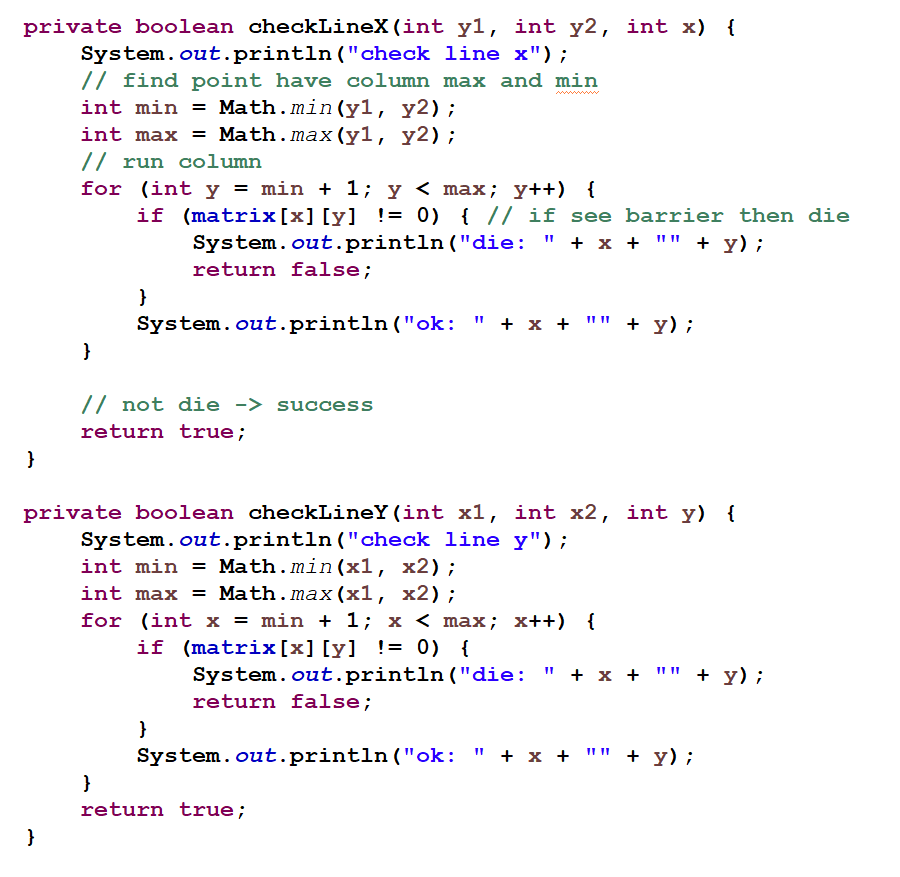 private boolean checkLineX(int y1, int y2, int x) {
    System.out.println("check line x");
    // find point have column max and min
    int min = Math.min(y1, y2);
    int max = Math.max(y1, y2);
    // run column
    for (int y = min + 1; y < max; y++) {
        if (matrix[x][y] != 0) { // if see barrier then die
            System.out.println("die: " + x + "" + y);
            return false;
        }
        System.out.println("ok: " + x + "" + y);
    }

    // not die -> success
    return true;
}

private boolean checkLineY(int x1, int x2, int y) {
    System.out.println("check line y");
    int min = Math.min(x1, x2);
    int max = Math.max(x1, x2);
    for (int x = min + 1; x < max; x++) {
        if (matrix[x][y] != 0) {
            System.out.println("die: " + x + "" + y);
            return false;
        }
        System.out.println("ok: " + x + "" + y);
    }
    return true;
}